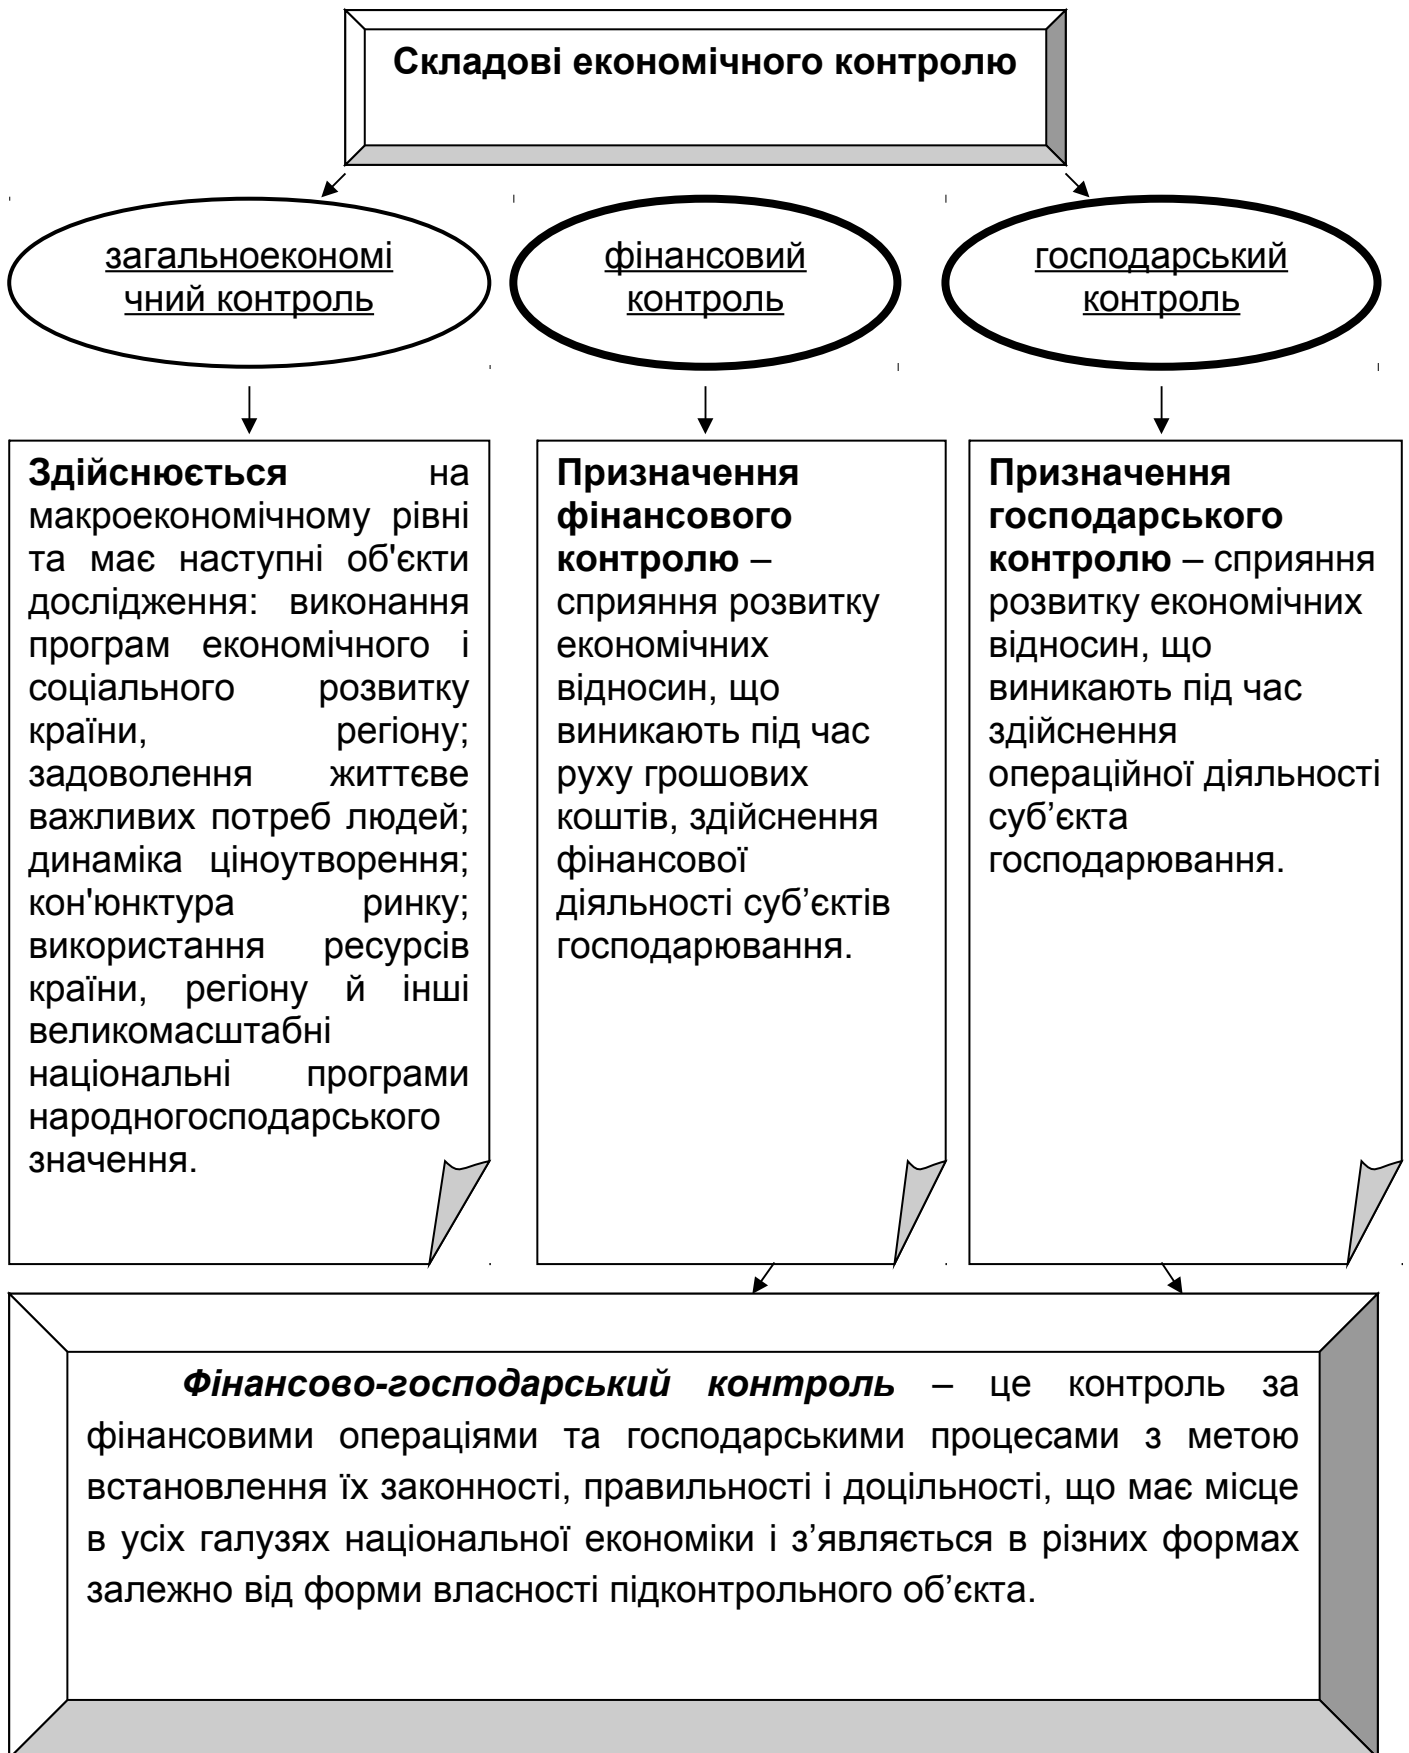 Складові економічного контролю
загальноекономі
чний контроль
фінансовий
контроль
господарський
контроль
Здійснюється на
макроекономічному рівні
та має наступні об'єкти
дослідження: виконання
програм економічного і
соціального розвитку
країни, регіону;
задоволення життєве
важливих потреб людей;
динаміка ціноутворення;
кон'юнктура ринку;
використання ресурсів
країни, регіону й інші
великомасштабні
національні програми
народногосподарського
значення.
Призначення
фінансового
контролю –
сприяння розвитку
економічних
відносин, що
виникають під час
руху грошових
коштів, здійснення
фінансової
діяльності суб’єктів
господарювання.
Призначення
господарського
контролю – сприяння
розвитку економічних
відносин, що
виникають під час
здійснення
операційної діяльності
суб’єкта
господарювання.
Фінансово-господарський контроль – це контроль за
фінансовими операціями та господарськими процесами з метою
встановлення їх законності, правильності і доцільності, що має місце
в усіх галузях національної економіки і з’являється в різних формах
залежно від форми власності підконтрольного об’єкта.